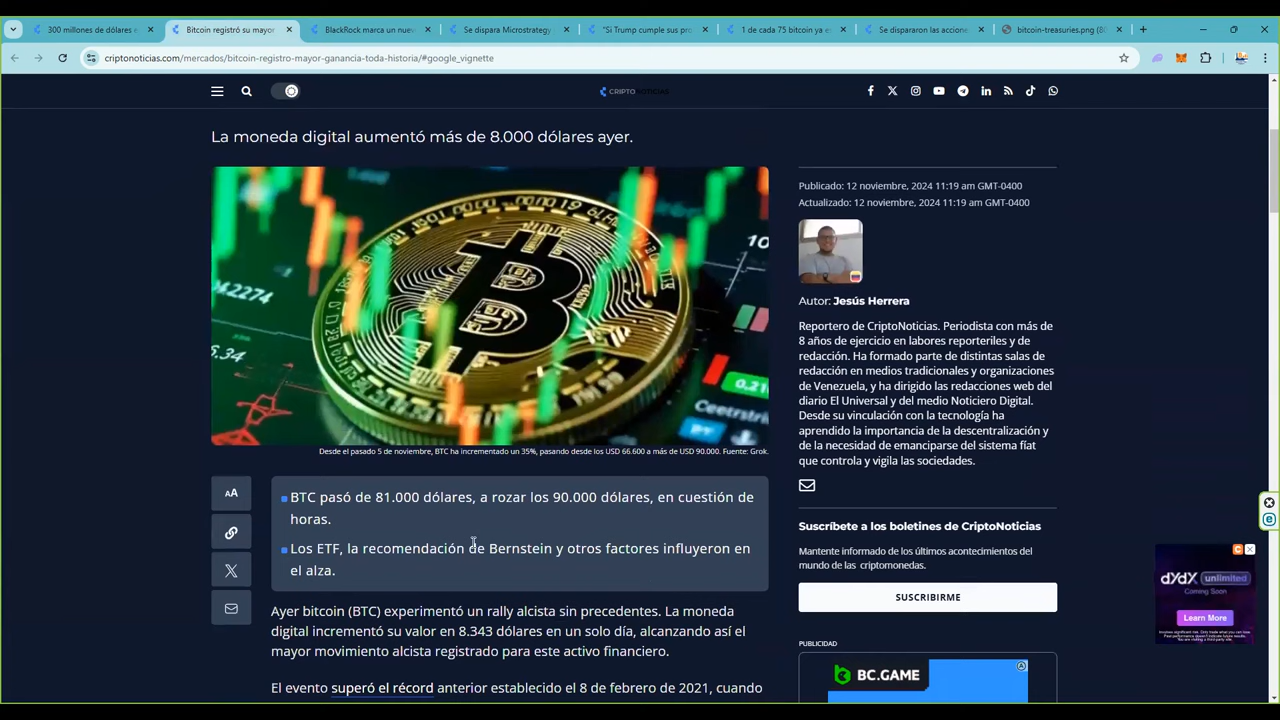 300 millones de dólares e
Bitcoin registró su mayor
BlackRock marca un nuev
Se dispara Microstrategy
"Si Trump cumple sus pro
1 de cada 75 bitcoin ya es
Se dispararon las accione
bitcoin-treasuries.png (80
criptonoticias.com/mercados/bitcoin-registro-mayor-ganancia-toda-historia/#google_vignette
CRIPTONOTICIAS
La moneda digital aumentó más de 8.000 dólares ayer.
Desde el pasado 5 de noviembre, BTC ha incrementado un 35%, pasando desde los USD 66.600 a más de USD 90.000. Fuente: Grok.
AA
BTC pasó de 81.000 dólares, a rozar los 90.000 dólares, en cuestión de
horas.
Los ETF, la recomendación de Bernstein y otros factores influyeron en
el alza.
Ayer bitcoin (BTC) experimentó un rally alcista sin precedentes. La moneda
digital incrementó su valor en 8.343 dólares en un solo día, alcanzando así el
mayor movimiento alcista registrado para este activo financiero.
El evento superó el récord anterior establecido el 8 de febrero de 2021, cuando
Publicado: 12 noviembre, 2024 11:19 am GMT-0400
Actualizado: 12 noviembre, 2024 11:19 am GMT-0400
Autor: Jesús Herrera
Reportero de CriptoNoticias. Periodista con más de
8 años de ejercicio en labores reporteriles y de
redacción. Ha formado parte de distintas salas de
redacción en medios tradicionales y organizaciones
de Venezuela, y ha dirigido las redacciones web del
diario El Universal y del medio Noticiero Digital.
Desde su vinculación con la tecnología ha
aprendido la importancia de la descentralización y
de la necesidad de emanciparse del sistema fíat
que controla y vigila las sociedades.
Suscríbete a los boletines de CriptoNoticias
Mantente informado de los últimos acontecimientos del
mundo de las criptomonedas.
SUSCRIBIRME
PUBLICIDAD
BC.GAME
dYdX unlimited
Coming Soon
Learn More